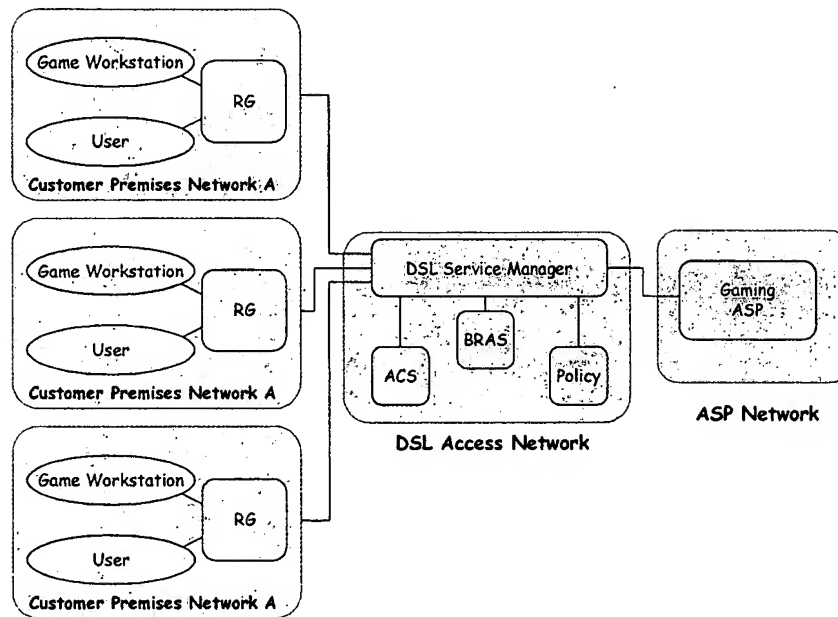 Game Workstation
RG
User
Customer Premises Network A
Game Workstation
RG
User
Customer Premises Network A
Game Workstation
RG
User
Customer Premises Network A
DSL Service Manager
ACS
BRAS
Policy
DSL Access Network
Gaming
ASP
ASP Network